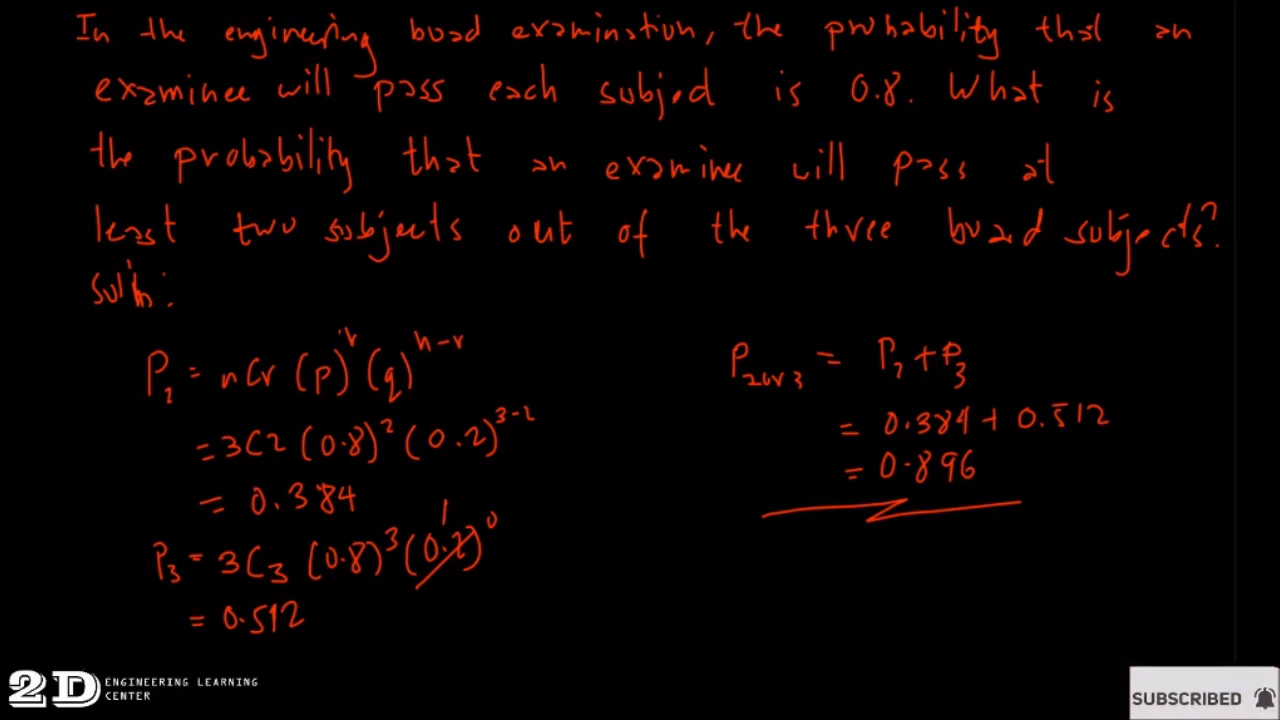 In the engineering board examination, the probability that an
examinee will pass each subject is 0.8. What is
the probability that an examinee will pass at
least two subjects out of the three board subjects?
Sol'n:
P₂ = nCr (p)^r (q)^n-r
= 3C2 (0.8)² (0.2)^3-2
= 0.384
P₃ = 3C₃ (0.8)³ (0.2)⁰ 1
= 0.512
P₂ₒᵣ₃ = P₂ + P₃
= 0.384 + 0.512
= 0.896
2D ENGINEERING LEARNING
CENTER
SUBSCRIBED